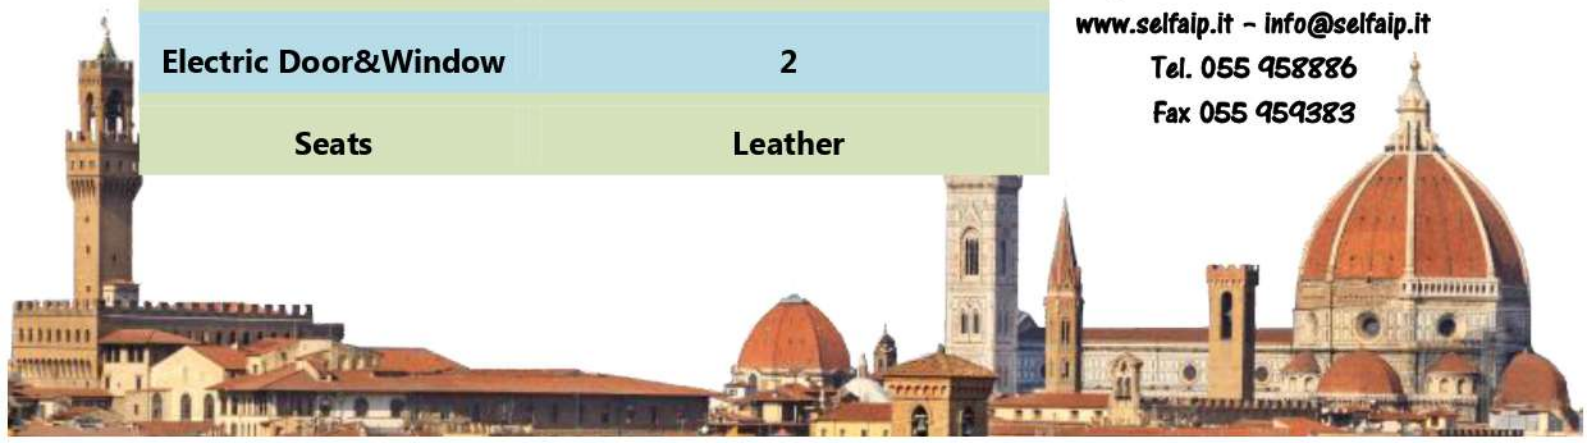 Electric Door&Window 2
Seats Leather
www.selfaip.it - info@selfaip.it
Tel. 055 958886
Fax 055 959383